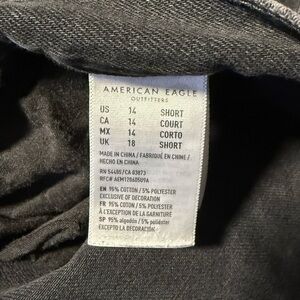 AMERICAN EAGLE
OUTFITTERS
US 14 SHORT
CA 14 COURT
MX 14 CORTO
UK 18 SHORT
MADE IN CHINA / FABRIQUÉ EN CHINE /
HECHO EN CHINA
RN 54485/CA 03873
RFC# AEM1206050
EN 95% COTTON / 5% POLYESTER
EXCLUSIVE OF DECORATION
FR 95% COTON / 5% POLYESTER
À L'EXCEPTION DE LA GARNITURE
SP 95% algodón / 5% poliéster
EXCEPTO DECORACIÓN